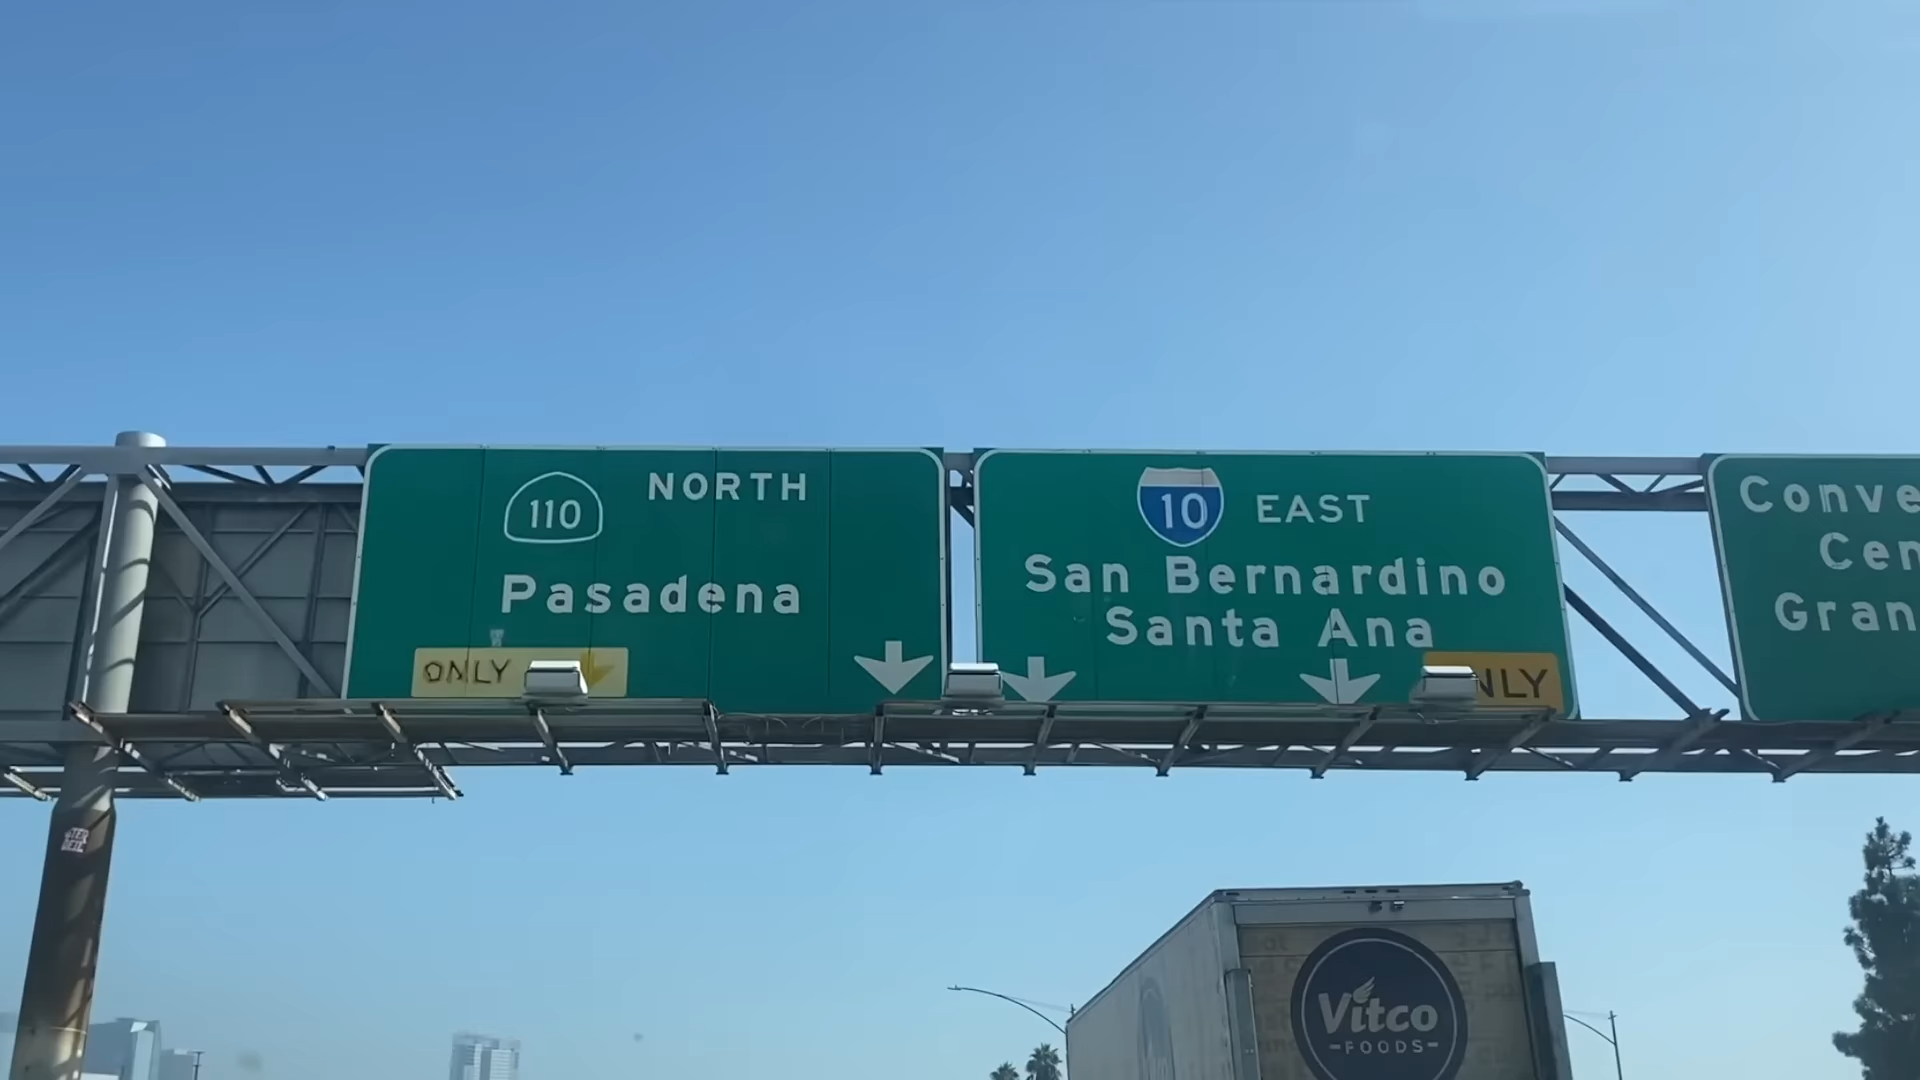 110 NORTH
Pasadena
ONLY
10 EAST
San Bernardino
Santa Ana
NLY
Conve
Cen
Gran
Vitco
FOODS